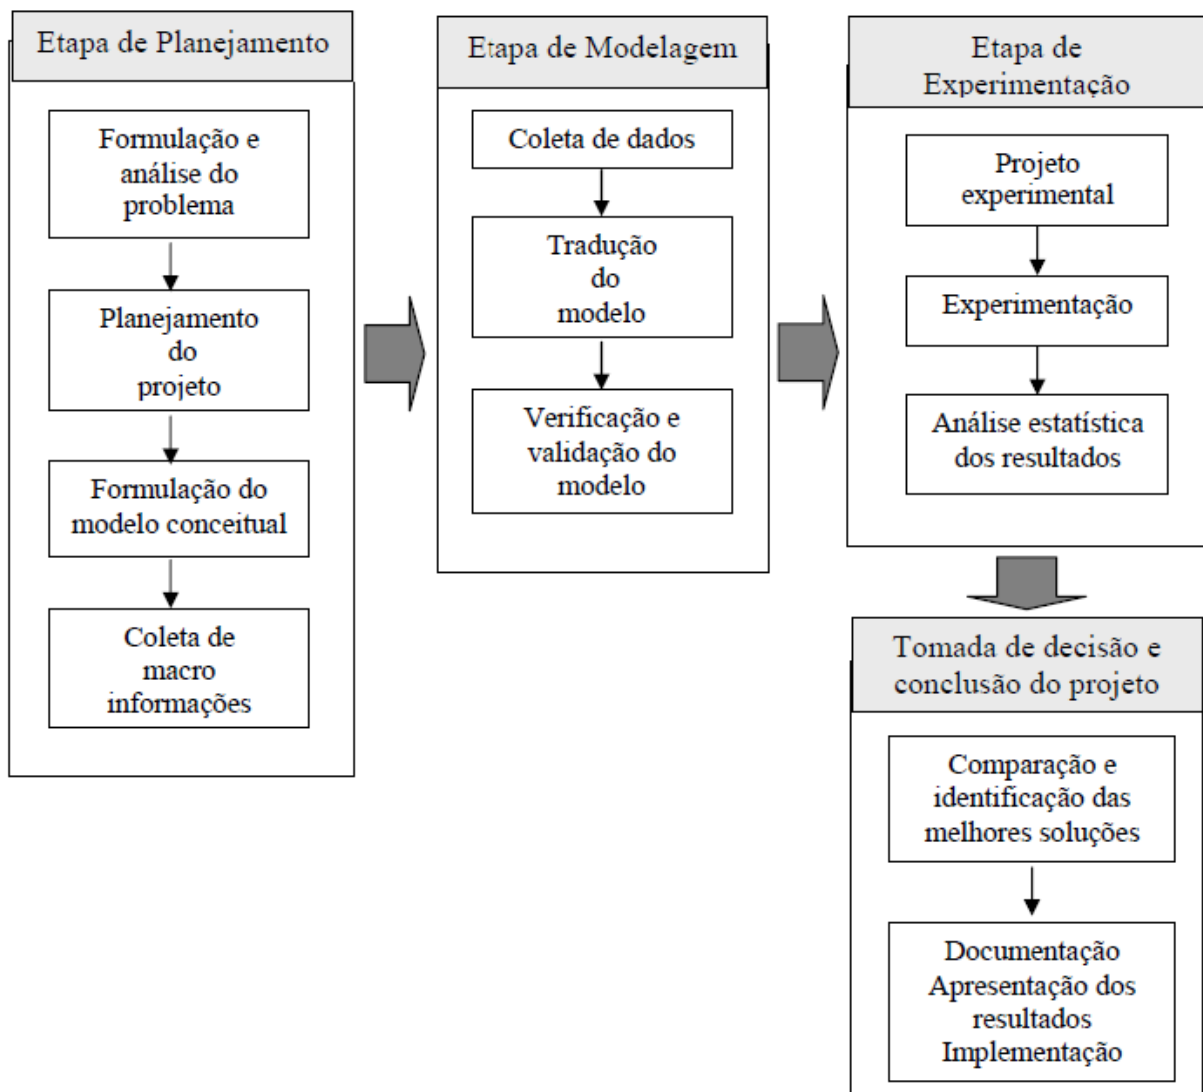 Etapa de Planejamento
Formulação e
análise do
problema
Planejamento
do
projeto
Formulação do
modelo conceitual
Coleta de
macro
informações
Etapa de Modelagem
Coleta de dados
Tradução
do
modelo
Verificação e
validação do
modelo
Etapa de
Experimentação
Projeto
experimental
Experimentação
Análise estatística
dos resultados
Tomada de decisão e
conclusão do projeto
Comparação e
identificação das
melhores soluções
Documentação
Apresentação dos
resultados
Implementação